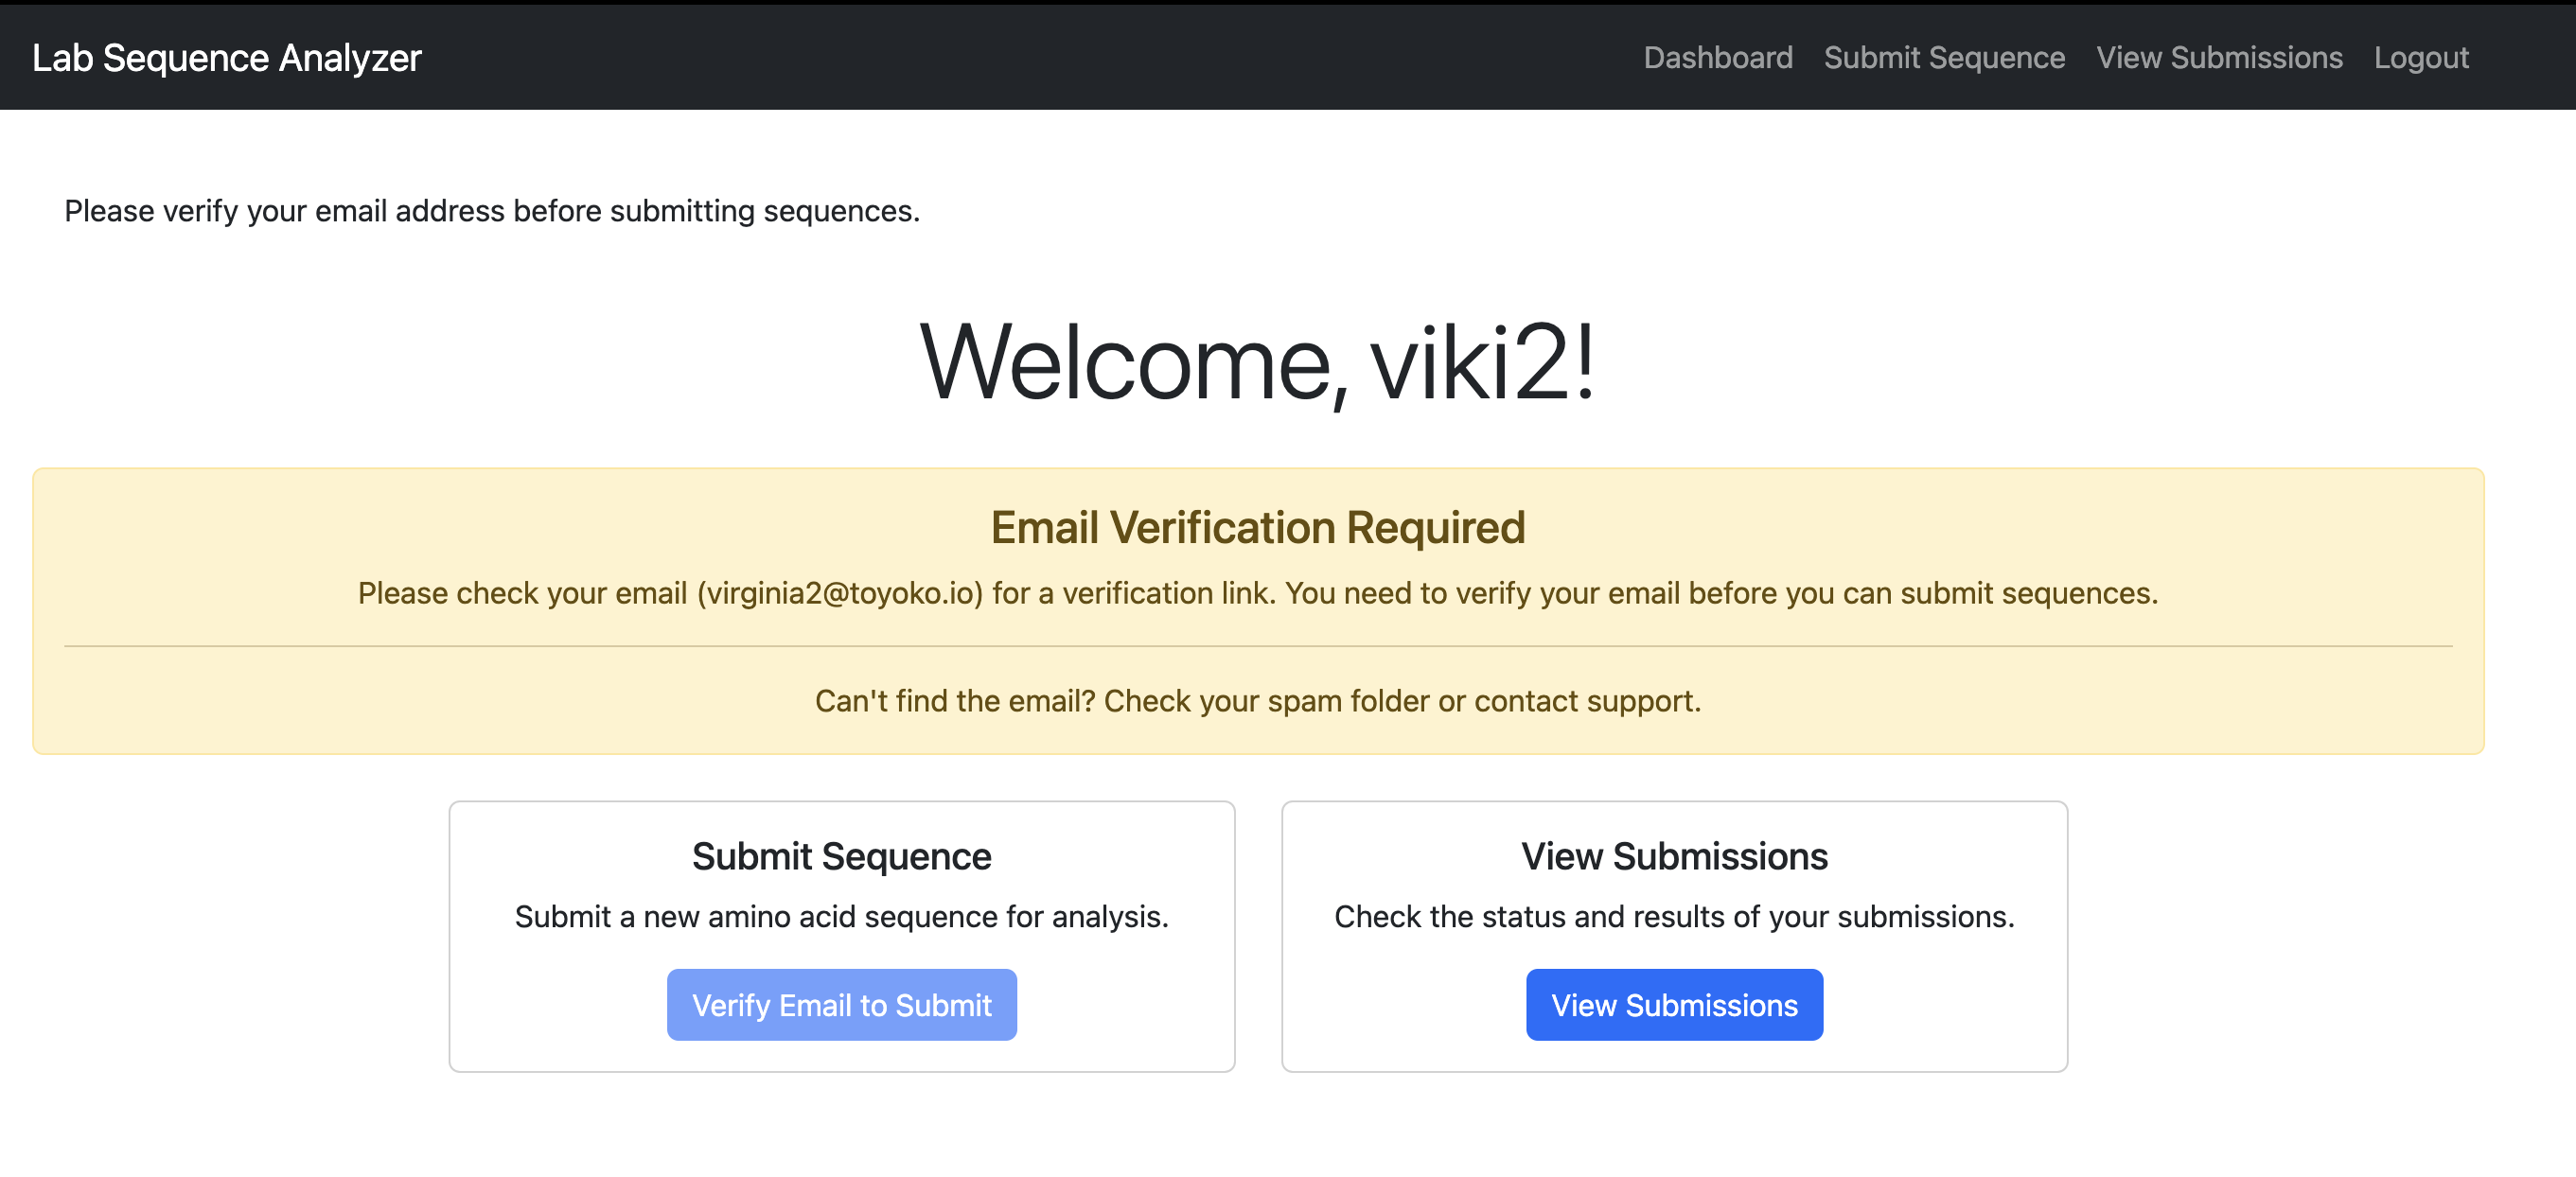 Lab Sequence Analyzer
Dashboard Submit Sequence View Submissions Logout
Please verify your email address before submitting sequences.
Welcome, viki2!
Email Verification Required
Please check your email (virginia2@toyoko.io) for a verification link. You need to verify your email before you can submit sequences.
Can't find the email? Check your spam folder or contact support.
Submit Sequence
Submit a new amino acid sequence for analysis.
Verify Email to Submit
View Submissions
Check the status and results of your submissions.
View Submissions